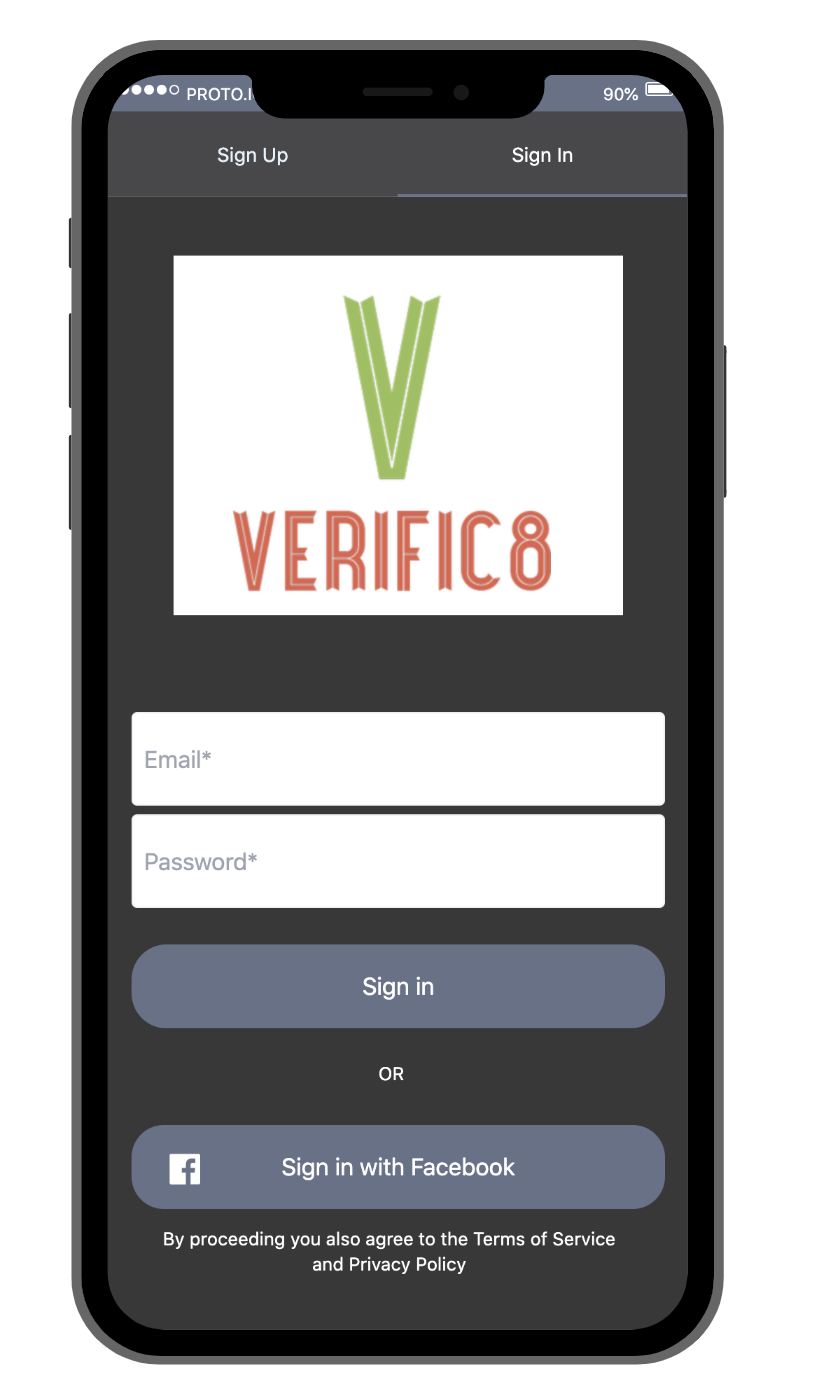 PROTO.I
90%
Sign Up
Sign In
V
VERIFIC8
Email*
Password*
Sign in
OR
Sign in with Facebook
By proceeding you also agree to the Terms of Service
and Privacy Policy